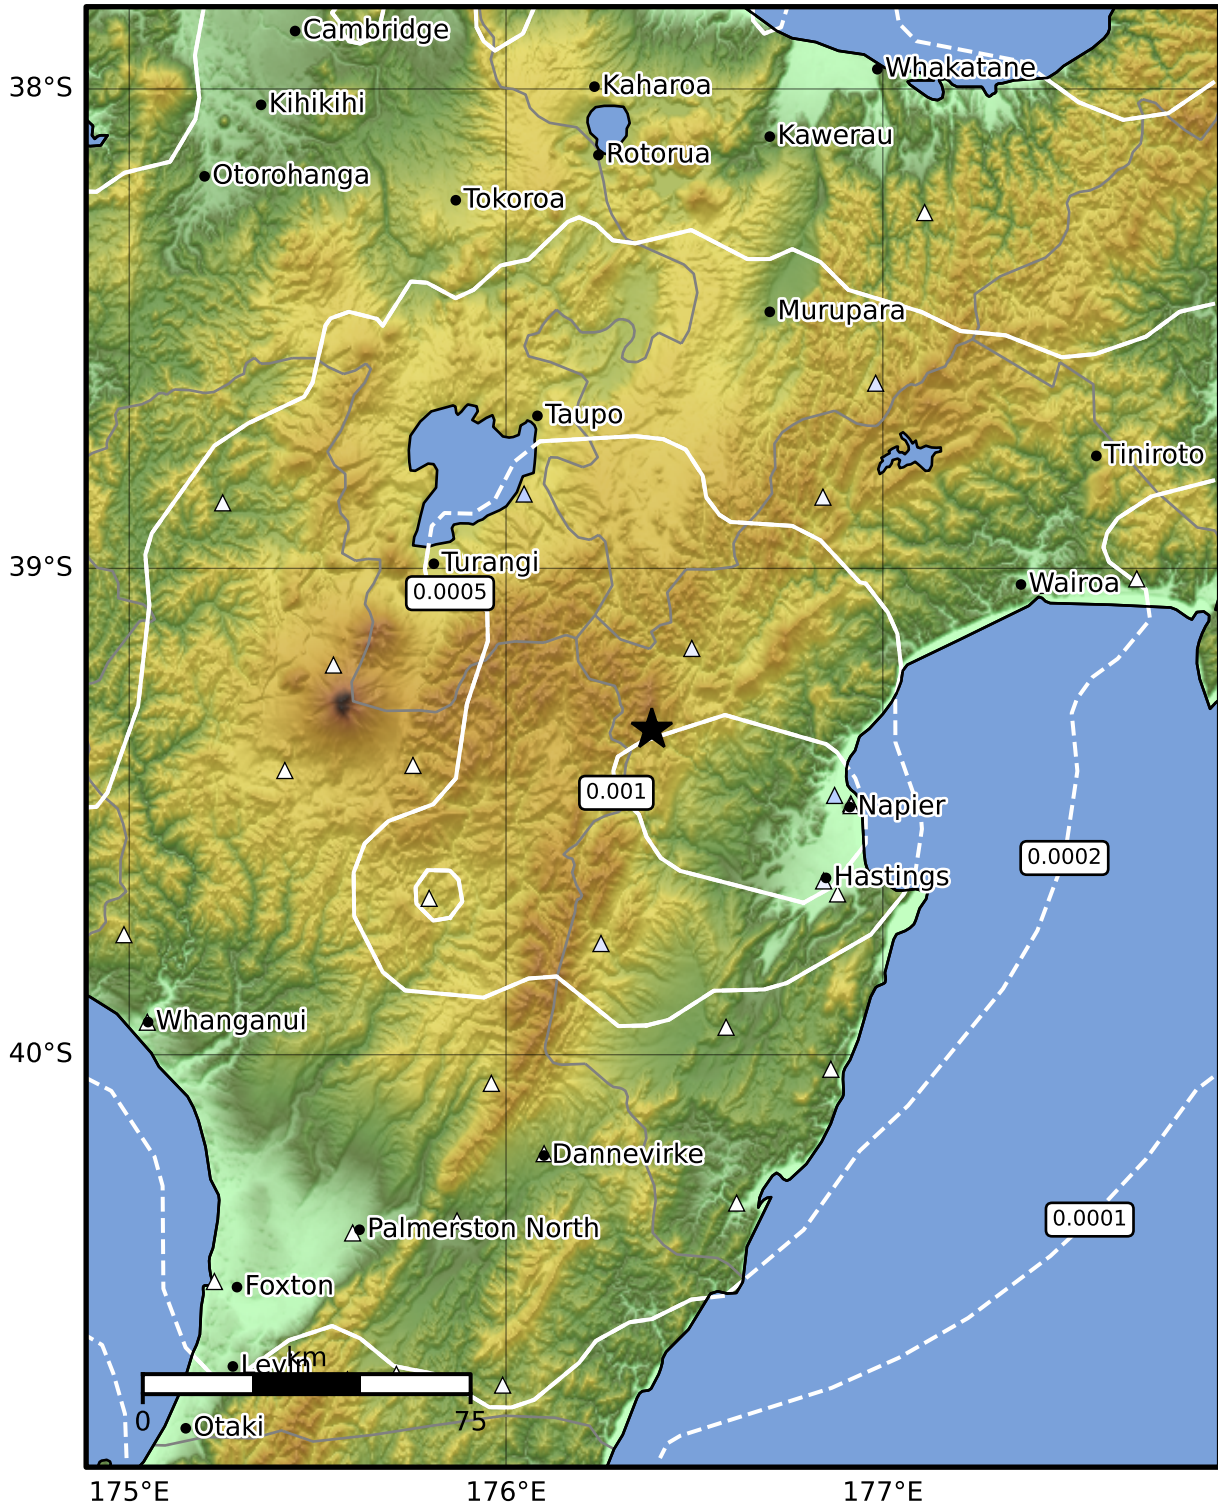 Cambridge
Whakatane
Kaharoa
38°S
Kihikihi
Kawerau
Rotorua
Otorohanga
Tokoroa
Murupara
Taupo
Tiniroto
39°S
Turangi
Wairoa
0.0005
0.001
Napier
0.0002
Hastings
Whanganui
40°S
Dannevirke
0.0001
Palmerston North
Foxton
km
Levin
0
75
Otaki
175°E
176°E
177°E